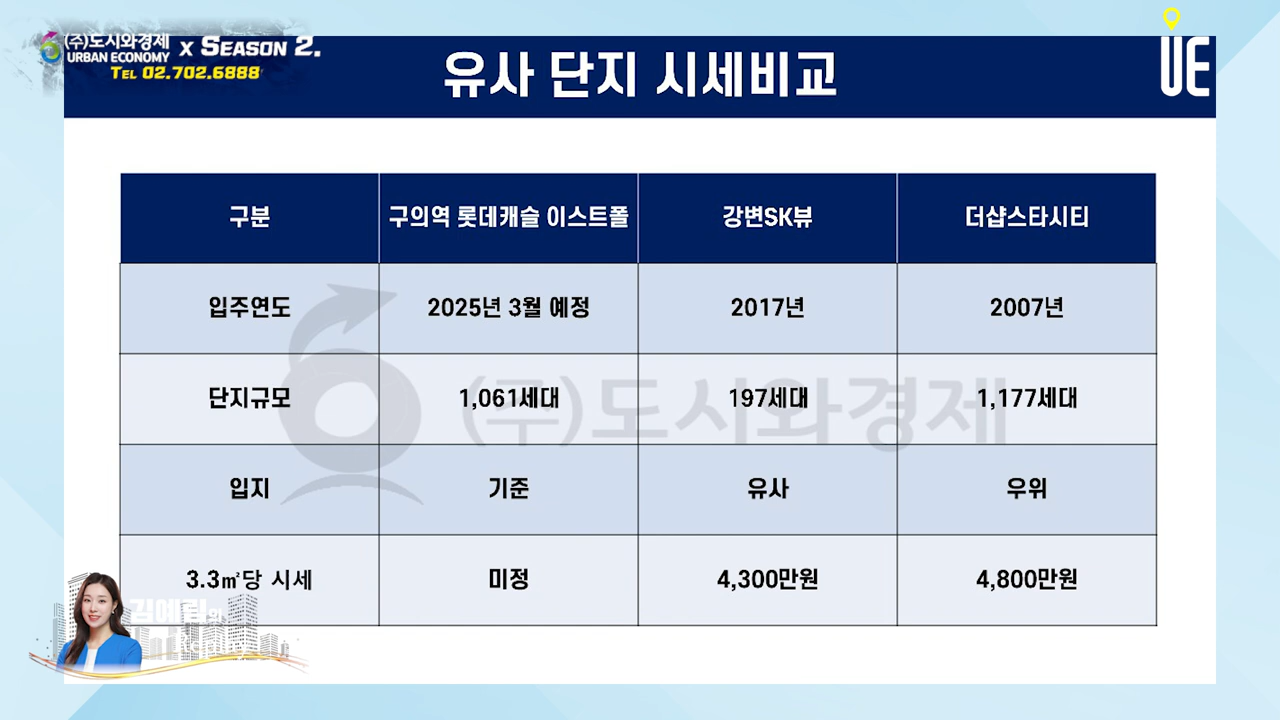 (주)도시와경제
URBAN ECONOMY
X SEASON 2.
TEL 02.702.6888
유사 단지 시세비교
UE
구분 구의역 롯데캐슬 이스트폴 강변SK뷰 더샵스타시티
입주연도 2025년 3월 예정 2017년 2007년
단지규모 1,061세대 197세대 1,177세대
입지 기준 유사 우위
3.3㎡당 시세 미정 4,300만원 4,800만원
(주)도시와경제
김예림의